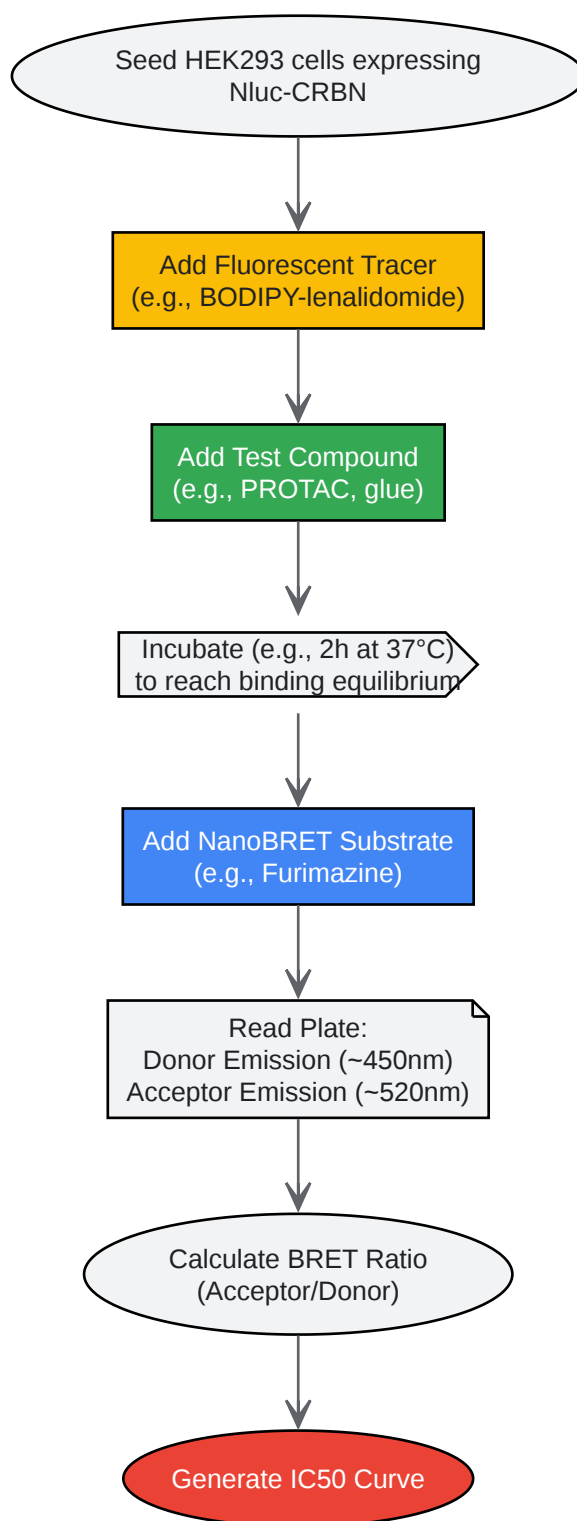 Seed HEK293 cells expressing
Nluc-CRBN
Add Fluorescent Tracer
(e.g., BODIPY-lenalidomide)
Add Test Compound
(e.g., PROTAC, glue)
Incubate (e.g., 2h at 37°C)
to reach binding equilibrium
Add NanoBRET Substrate
(e.g., Furimazine)
Read Plate:
Donor Emission (~450nm)
Acceptor Emission (~520nm)
Calculate BRET Ratio
(Acceptor/Donor)
Generate IC50 Curve